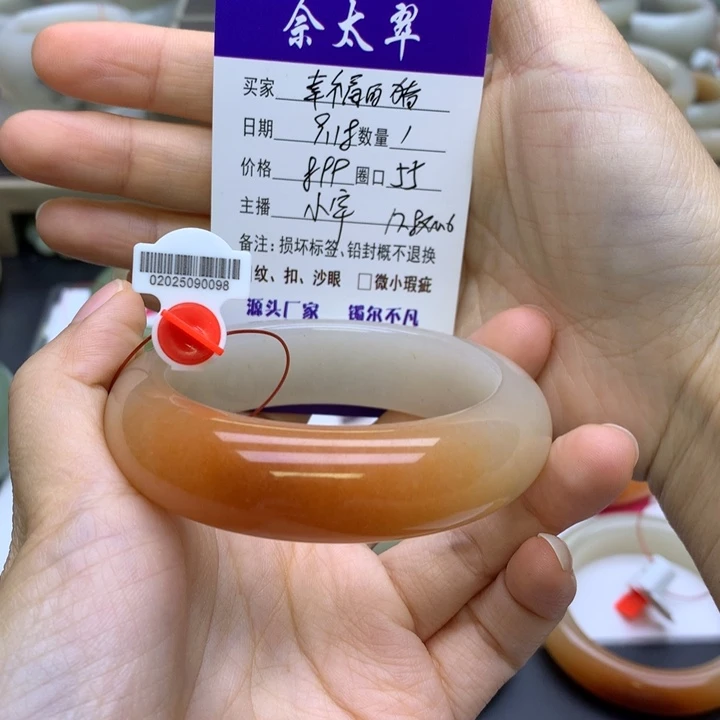 佘太翠
买家 幸福的猪
日期 9.18 数量 1
价格 899 圈口 55
主播 小宇
备注：损坏标签、铅封概不退换
纹、扣、沙眼 □微小瑕疵
源头厂家 镯尔不凡
02025090098